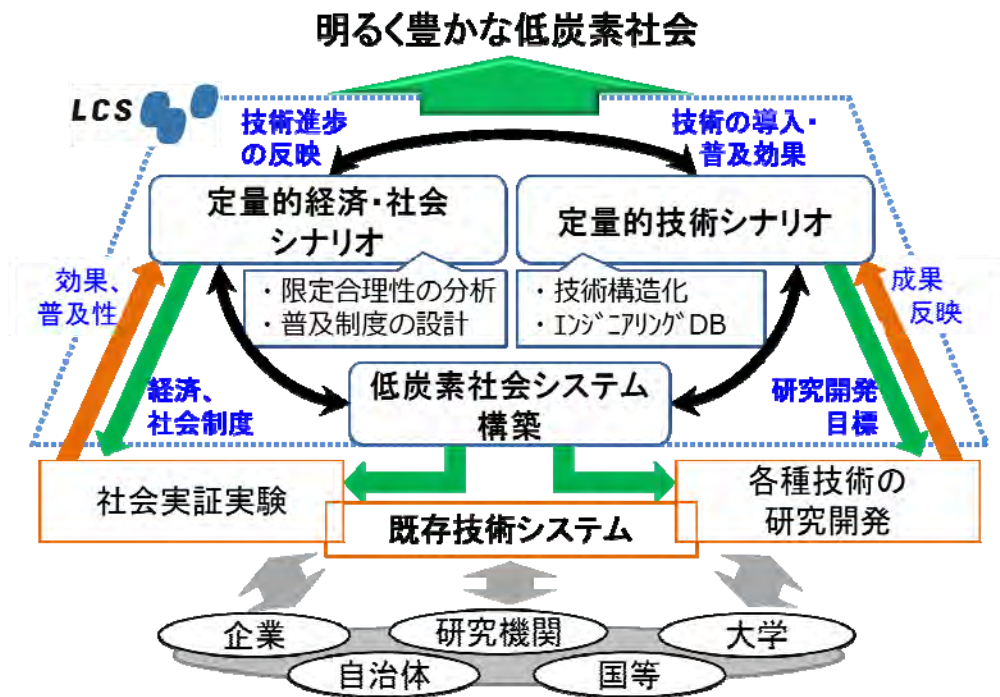 明るく豊かな低炭素社会
LCS
技術進歩
の反映
技術の導入・
普及効果
定量的経済・社会
シナリオ
定量的技術シナリオ
・限定合理性の分析
・普及制度の設計
・技術構造化
・ｴﾝｼﾞﾆｱﾘﾝｸﾞDB
効果、
普及性
成果
反映
経済、
社会制度
低炭素社会システム
構築
研究開発
目標
社会実証実験
既存技術システム
各種技術の
研究開発
企業
研究機関
大学
自治体
国等